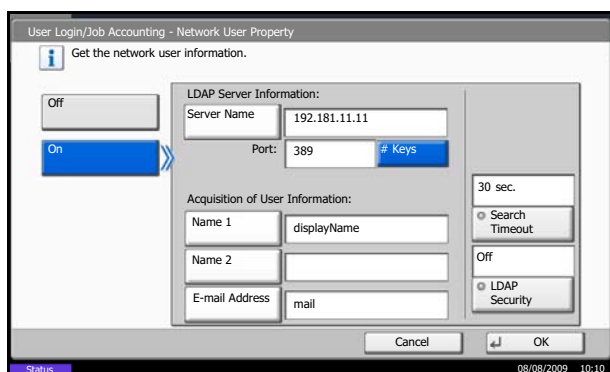 User Login/Job Accounting - Network User Property
Get the network user information.
Off
On
LDAP Server Information:
Server Name
192.181.11.11
Port:
389
# Keys
Acquisition of User Information:
Name 1
displayName
Name 2
E-mail Address
mail
30 sec.
Search
Timeout
Off
LDAP
Security
Cancel
OK
Status
08/08/2009 10:10